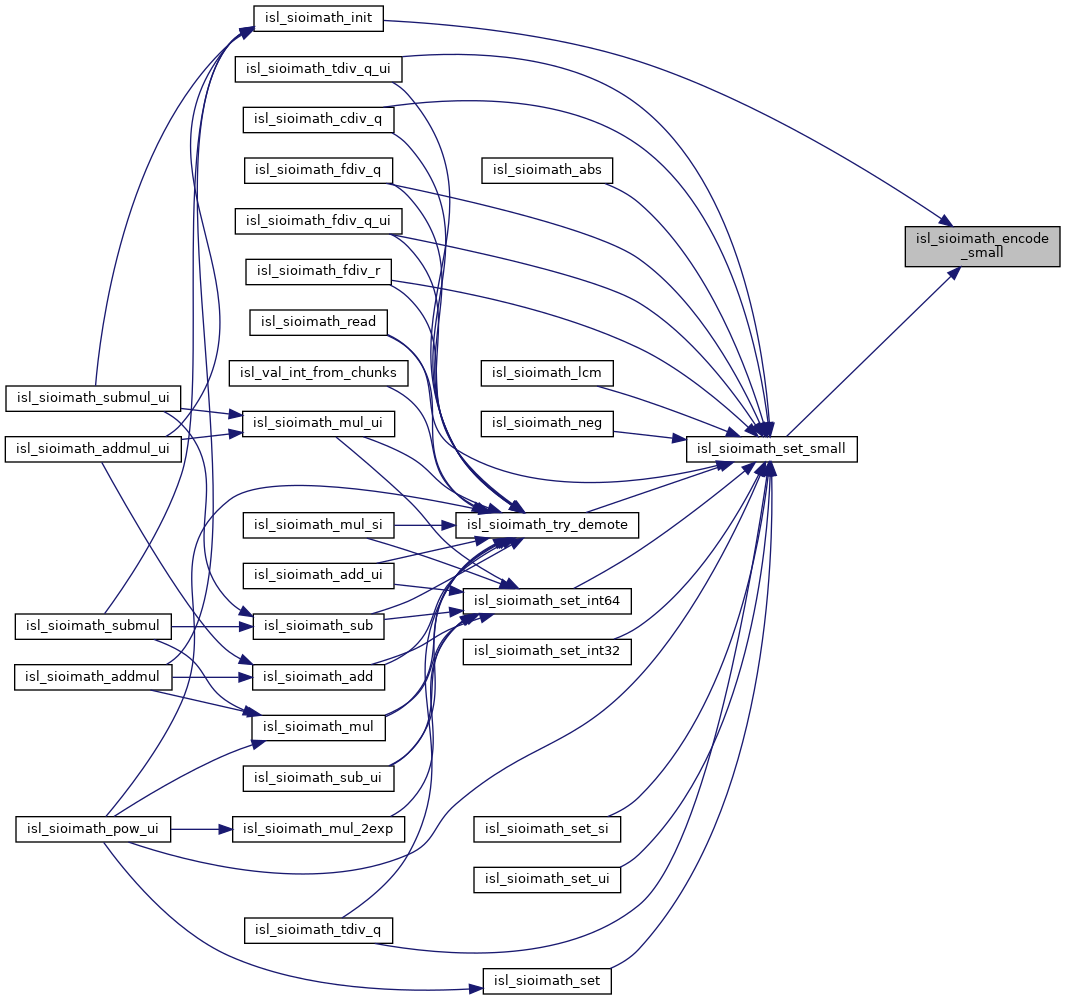 isl_sioimath_init
isl_sioimath_tdiv_q_ui
isl_sioimath_cdiv_q
isl_sioimath_fdiv_q
isl_sioimath_abs
isl_sioimath_fdiv_q_ui
isl_sioimath_encode
_small
isl_sioimath_fdiv_r
isl_sioimath_read
isl_val_int_from_chunks
isl_sioimath_lcm
isl_sioimath_submul_ui
isl_sioimath_mul_ui
isl_sioimath_neg
isl_sioimath_addmul_ui
isl_sioimath_set_small
isl_sioimath_mul_si
isl_sioimath_try_demote
isl_sioimath_add_ui
isl_sioimath_set_int64
isl_sioimath_submul
isl_sioimath_sub
isl_sioimath_set_int32
isl_sioimath_addmul
isl_sioimath_add
isl_sioimath_mul
isl_sioimath_sub_ui
isl_sioimath_pow_ui
isl_sioimath_mul_2exp
isl_sioimath_set_si
isl_sioimath_set_ui
isl_sioimath_tdiv_q
isl_sioimath_set